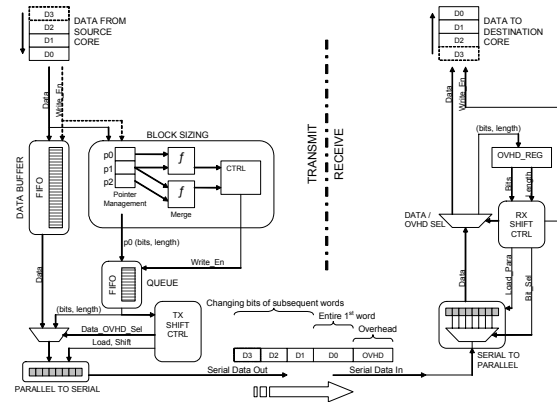 D3
D2
D1
D0
DATA FROM
SOURCE
CORE
Data
Write_En
DATA BUFFER
FIFO
BLOCK SIZING
p0
p1
p2
Pointer
Management
f
f
Merge
CTRL
p0 (bits, length)
Write_En
FIFO
QUEUE
Data
(bits, length)
Data_OVHD_Sel
Load, Shift
TX
SHIFT
CTRL
PARALLEL TO SERIAL
TRANSMIT
RECEIVE
Changing bits of subsequent words
Entire 1st word
Overhead
D3
D2
D1
D0
OVHD
Serial Data Out
Serial Data In
D0
D1
D2
D3
DATA TO
DESTINATION
CORE
Data
Write_En
(bits, length)
OVHD_REG
Bits
Length
DATA /
OVHD SEL
RX
SHIFT
CTRL
Data
Load_Para
Bit_Sel
SERIAL TO
PARALLEL